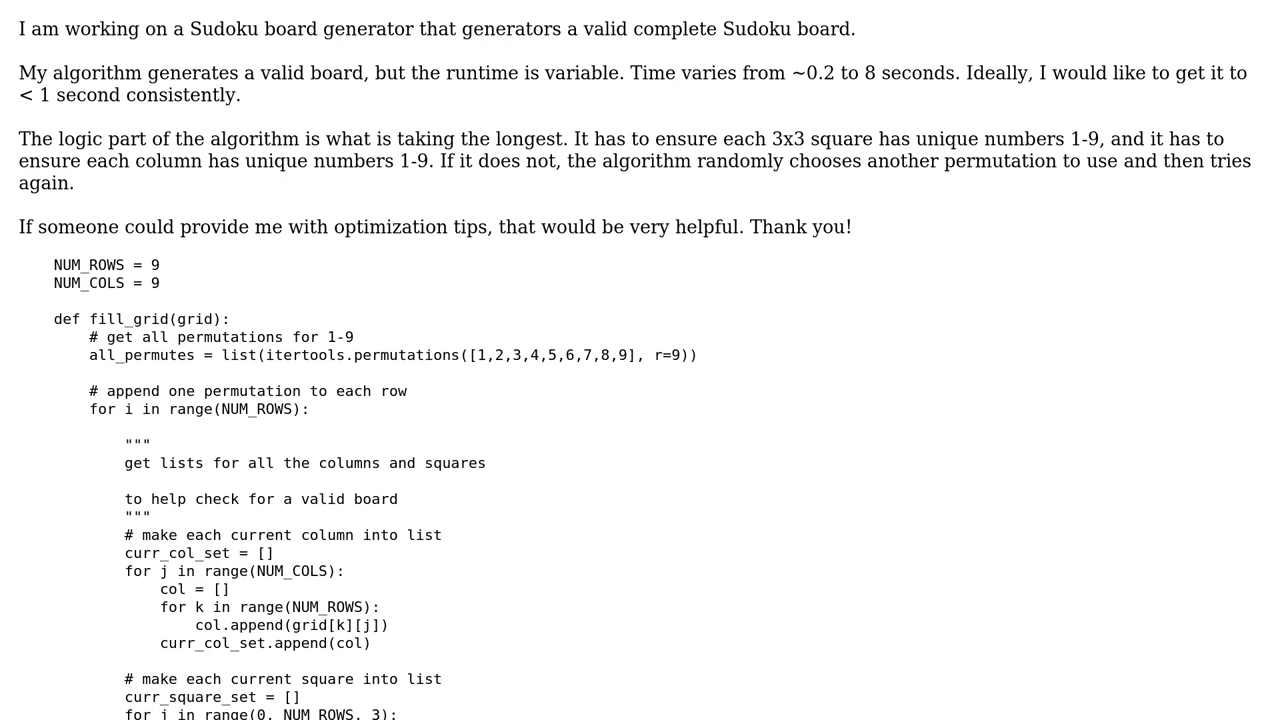 I am working on a Sudoku board generator that generators a valid complete Sudoku board.
My algorithm generates a valid board, but the runtime is variable. Time varies from ~0.2 to 8 seconds. Ideally, I would like to get it to
< 1 second consistently.
The logic part of the algorithm is what is taking the longest. It has to ensure each 3x3 square has unique numbers 1-9, and it has to
ensure each column has unique numbers 1-9. If it does not, the algorithm randomly chooses another permutation to use and then tries
again.
If someone could provide me with optimization tips, that would be very helpful. Thank you!
NUM_ROWS = 9
NUM_COLS = 9
def fill_grid(grid):
# get all permutations for 1-9
all_permutes = list(itertools.permutations([1,2,3,4,5,6,7,8,9], r=9))
# append one permutation to each row
for i in range(NUM_ROWS):
"""
get lists for all the columns and squares
to help check for a valid board
"""
# make each current column into list
curr_col_set = []
for j in range(NUM_COLS):
col = []
for k in range(NUM_ROWS):
col.append(grid[k][j])
curr_col_set.append(col)
# make each current square into list
curr_square_set = []
for j in range(0, NUM_ROWS, 3):